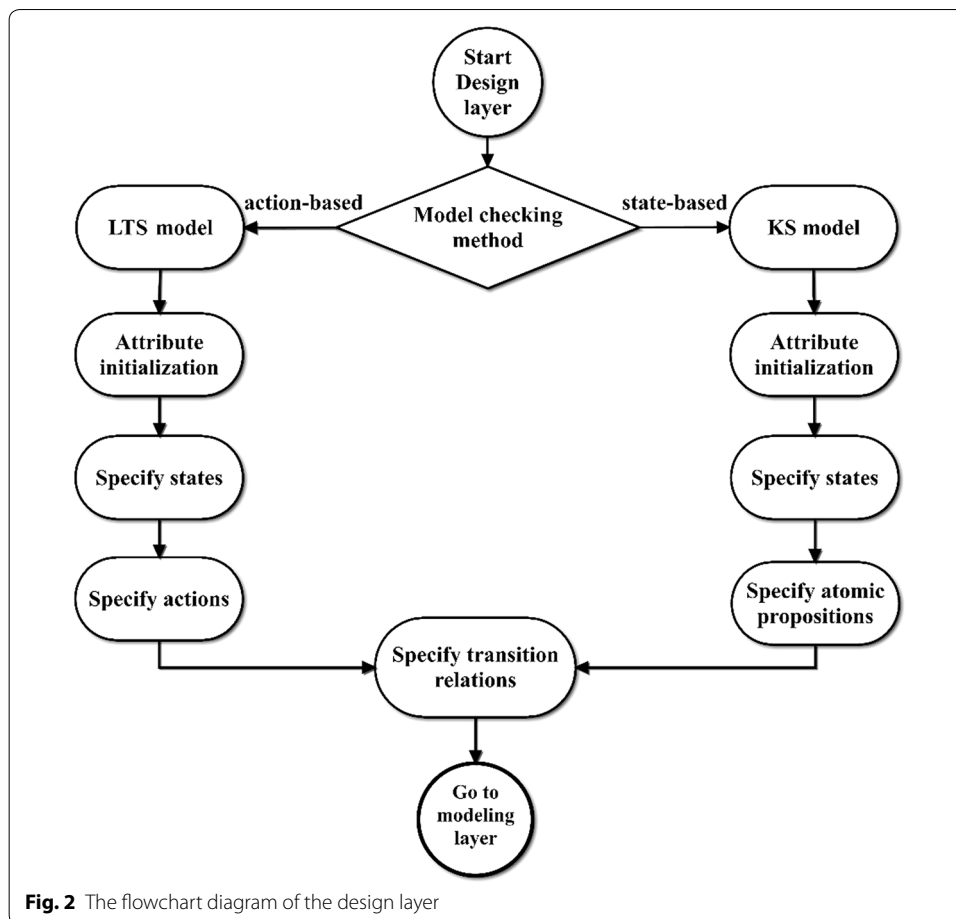 Start
Design
layer
action-based
state-based
LTS model
Model checking
method
KS model
Attribute
initialization
Attribute
initialization
Specify states
Specify states
Specify actions
Specify atomic
propositions
Specify transition
relations
Go to
modeling
layer
Fig. 2 The flowchart diagram of the design layer